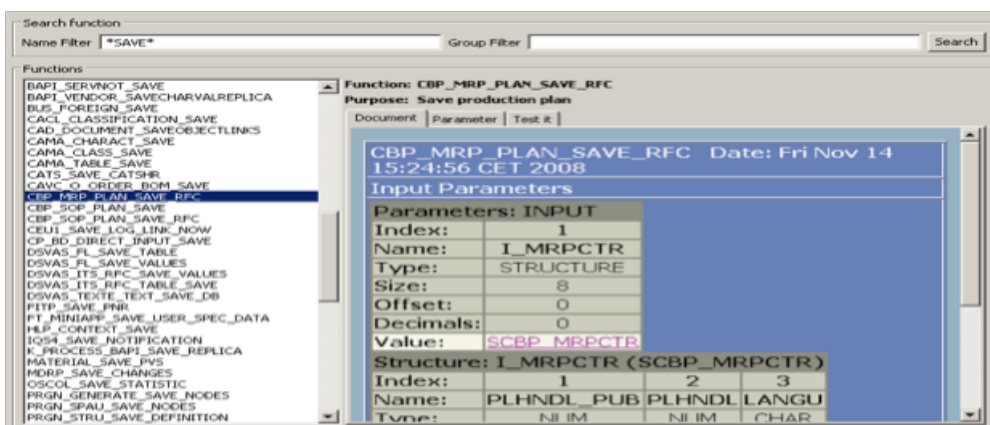 Search function
Name Filter *SAVE* Group Filter Search
Functions
BAPI_SERVNOT_SAVE
BAPI_VENDOR_SAVECHARVALREPLICA
BUS_FOREIGN_SAVE
CACL_CLASSIFICATION_SAVE
CAD_DOCUMENT_SAVEOBJECTLINKS
CAMA_CHARACT_SAVE
CAMA_CLASS_SAVE
CAMA_TABLE_SAVE
CATS_SAVE_CATSHR
CAVC_O_ORDER_BOM_SAVE
CBP_MRP_PLAN_SAVE_RFC
CBP_SOP_PLAN_SAVE
CBP_SOP_PLAN_SAVE_RFC
CEUI_SAVE_LOG_LINK_NOW
CP_BD_DIRECT_INPUT_SAVE
DSVAS_FL_SAVE_TABLE
DSVAS_FL_SAVE_VALUES
DSVAS_ITS_RFC_SAVE_VALUES
DSVAS_ITS_RFC_TABLE_SAVE
DSVAS_TEXTE_TEXT_SAVE_DB
FITP_SAVE_PNR
FT_MINIAPP_SAVE_USER_SPEC_DATA
HLP_CONTEXT_SAVE
IQS4_SAVE_NOTIFICATION
K_PROCESS_BAPI_SAVE_REPLICA
MATERIAL_SAVE_PVS
MDRP_SAVE_CHANGES
OSCOL_SAVE_STATISTIC
PRGN_GENERATE_SAVE_NODES
PRGN_SPAU_SAVE_NODES
PRGN_STRU_SAVE_DEFINITION
Function: CBP_MRP_PLAN_SAVE_RFC
Purpose: Save production plan
Document Parameter Test it
CBP_MRP_PLAN_SAVE_RFC Date: Fri Nov 14
15:24:56 CET 2008
Input Parameters
Parameters: INPUT
Index: 1
Name: I_MRPCTR
Type: STRUCTURE
Size: 8
Offset: 0
Decimals: 0
Value: SCBP_MRPCTR
Structure: I_MRPCTR (SCBP_MRPCTR)
Index: 1 2 3
Name: PLHNDL_PUB PLHNDL LANGU
Type: NUM NUM CHAR